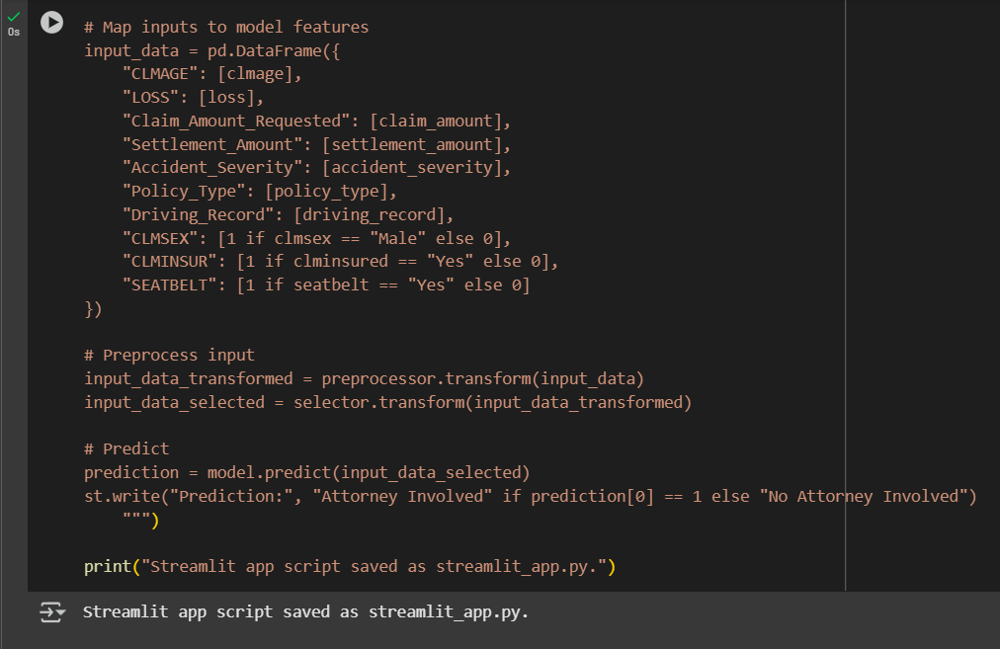 0s
# Map inputs to model features
input_data = pd.DataFrame({
    "CLMAGE": [clmage],
    "LOSS": [loss],
    "Claim_Amount_Requested": [claim_amount],
    "Settlement_Amount": [settlement_amount],
    "Accident_Severity": [accident_severity],
    "Policy_Type": [policy_type],
    "Driving_Record": [driving_record],
    "CLMSEX": [1 if clmsex == "Male" else 0],
    "CLMINSUR": [1 if clminsured == "Yes" else 0],
    "SEATBELT": [1 if seatbelt == "Yes" else 0]
})
# Preprocess input
input_data_transformed = preprocessor.transform(input_data)
input_data_selected = selector.transform(input_data_transformed)
# Predict
prediction = model.predict(input_data_selected)
st.write("Prediction:", "Attorney Involved" if prediction[0] == 1 else "No Attorney Involved")
    """)
print("Streamlit app script saved as streamlit_app.py.")
Streamlit app script saved as streamlit_app.py.